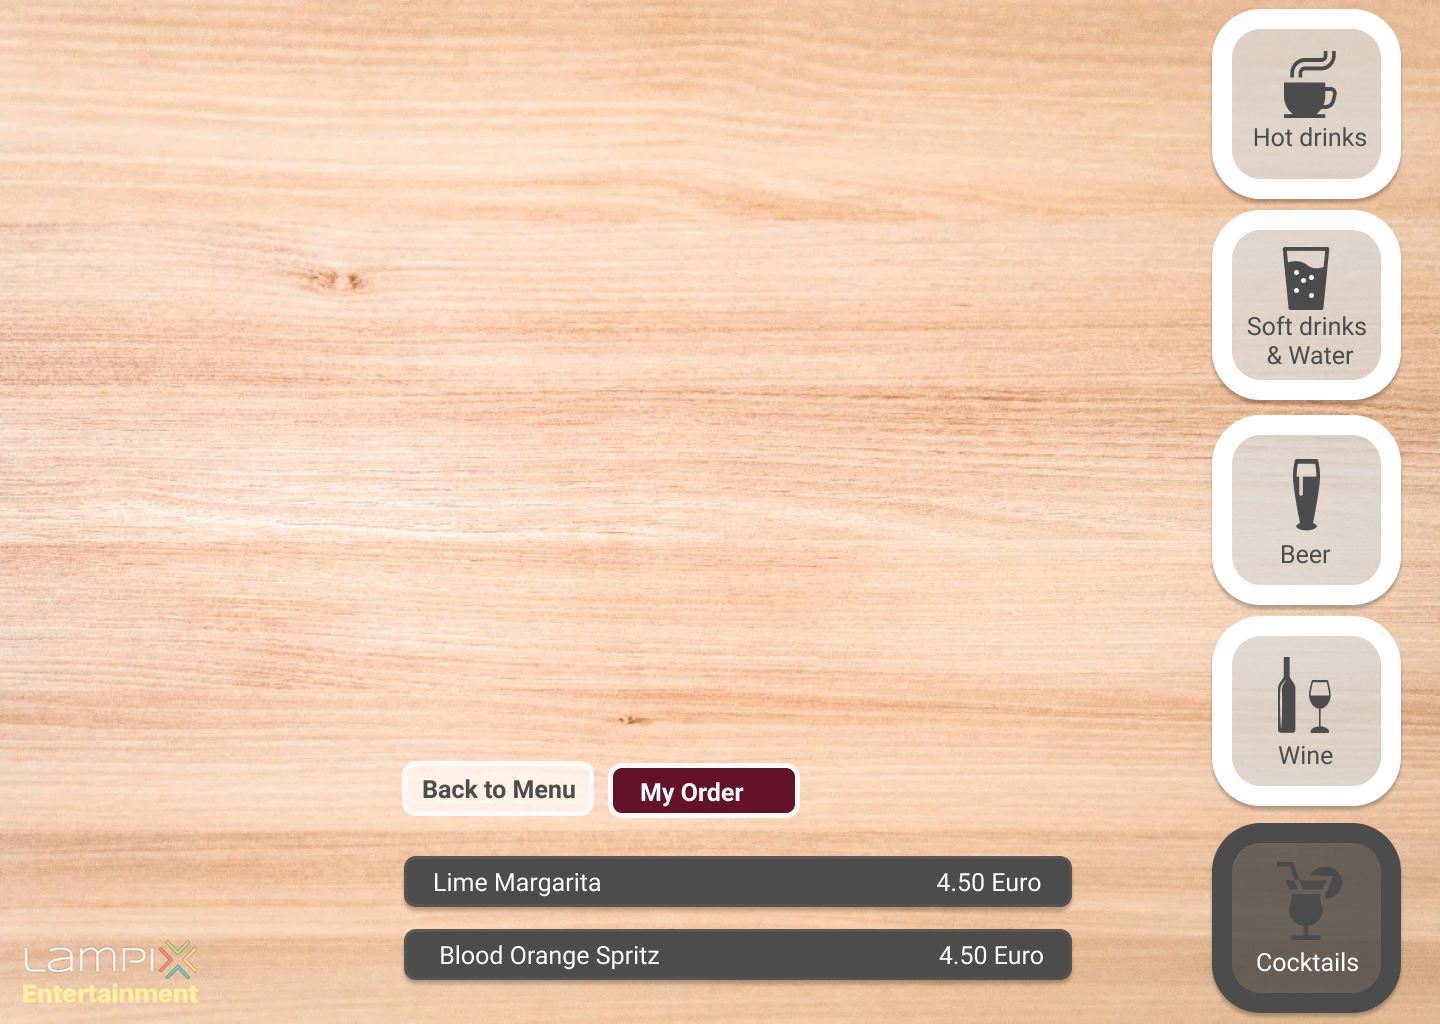 Hot drinks
Soft drinks
& Water
Beer
Wine
Back to Menu
My Order
Lime Margarita 4.50 Euro
Blood Orange Spritz 4.50 Euro
Cocktails
LAMPIX
Entertainment